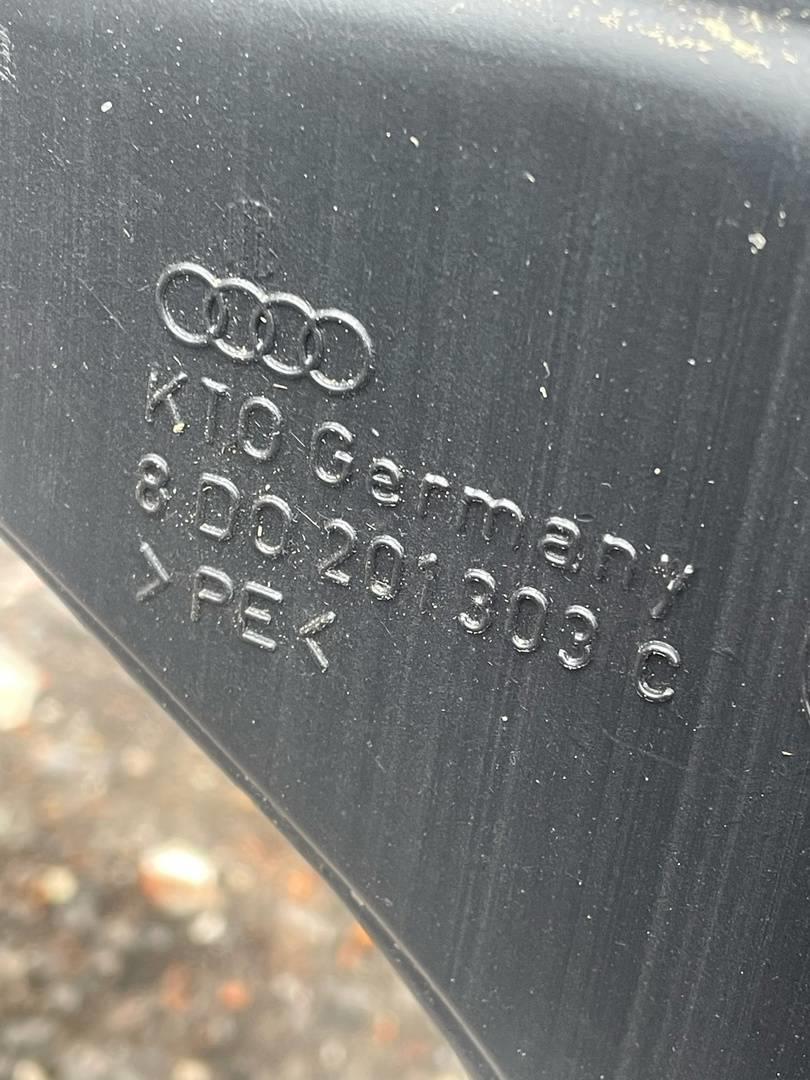 KTO Germany
8 D0 201 303 C
>PE<